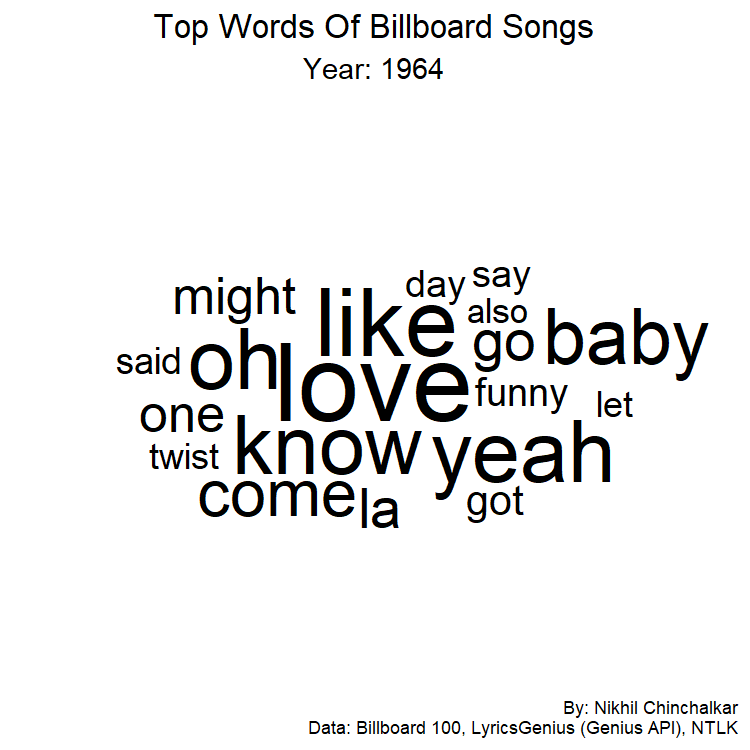 Top Words Of Billboard Songs
Year: 1964
might
like
day
say
also
said
oh
love
go
baby
one
funny
let
twist
know
yeah
come
la
got
By: Nikhil Chinchalkar
Data: Billboard 100, LyricsGenius (Genius API), NTLK